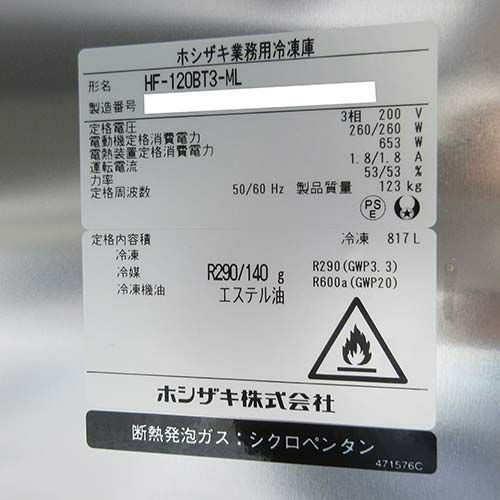 ホシザキ業務用冷凍庫
形名 HF-120BT3-ML
製造番号
定格電圧 3相 200 V
電動機定格消費電力 260/260 W
電熱装置定格消費電力 653 W
運転電流 1.8/1.8 A
力率 53/53 %
定格周波数 50/60 Hz 製品質量 123 kg
PS
E
定格内容積 冷凍 817 L
冷凍
冷媒 R290/140 g R290(GWP3.3)
冷凍機油 エステル油 R600a(GWP20)
ホシザキ株式会社
断熱発泡ガス：シクロペンタン
471576C